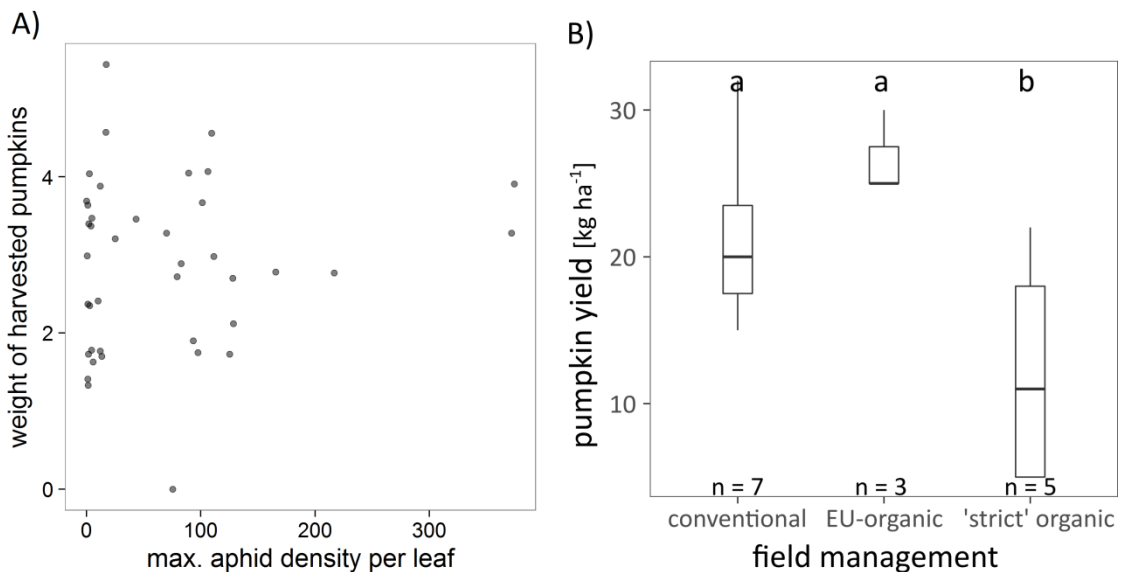 A)
weight of harvested pumpkins
4
2
0
0 100 200 300
max. aphid density per leaf
B)
pumpkin yield [kg ha⁻¹]
30
20
10
a a b
n = 7 n = 3 n = 5
conventional EU-organic 'strict' organic
field management